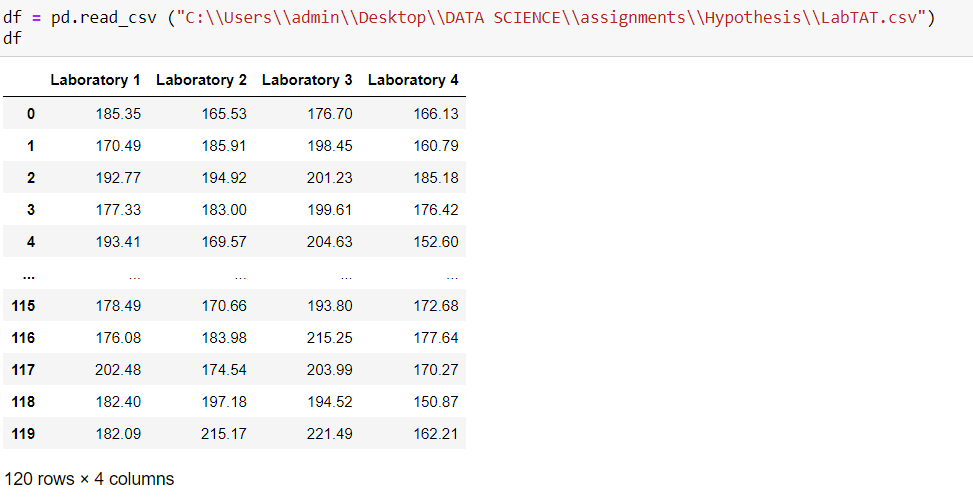 df = pd.read_csv ("C:\\Users\\admin\\Desktop\\DATA SCIENCE\\assignments\\Hypothesis\\LabTAT.csv")
df
Laboratory 1 Laboratory 2 Laboratory 3 Laboratory 4
0 185.35 165.53 176.70 166.13
1 170.49 185.91 198.45 160.79
2 192.77 194.92 201.23 185.18
3 177.33 183.00 199.61 176.42
4 193.41 169.57 204.63 152.60
... ... ... ... ...
115 178.49 170.66 193.80 172.68
116 176.08 183.98 215.25 177.64
117 202.48 174.54 203.99 170.27
118 182.40 197.18 194.52 150.87
119 182.09 215.17 221.49 162.21
120 rows × 4 columns